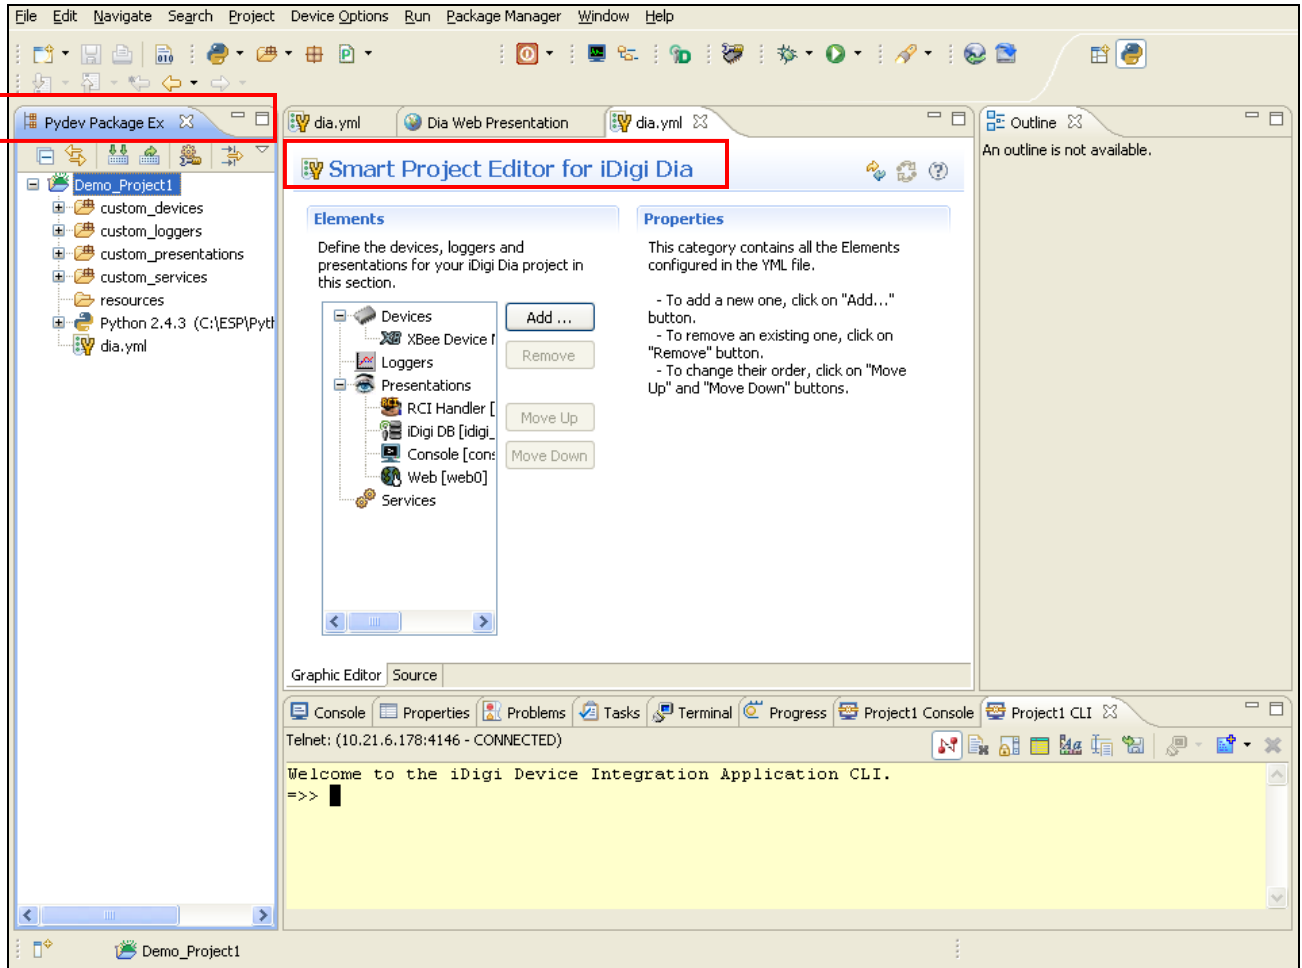 File Edit Navigate Search Project Device Options Run Package Manager Window Help
Pydev Package Ex
dia.yml
Dia Web Presentation
dia.yml
Outline
An outline is not available.
Smart Project Editor for iDigi Dia
Demo_Project1
custom_devices
custom_loggers
custom_presentations
custom_services
resources
Python 2.4.3 (C:\ESP\Pyth
dia.yml
Elements
Define the devices, loggers and
presentations for your iDigi Dia project in
this section.
Devices
XBee Device
Loggers
Presentations
RCI Handler [
iDigi DB [idigi_
Console [cons
Web [web0]
Services
Add ...
Remove
Move Up
Move Down
Properties
This category contains all the Elements
configured in the YML file.
- To add a new one, click on "Add..."
button.
- To remove an existing one, click on
"Remove" button.
- To change their order, click on "Move
Up" and "Move Down" buttons.
Graphic Editor Source
Console Properties Problems Tasks Terminal Progress Project1 Console Project1 CLI
Telnet: (10.21.6.178:4146 - CONNECTED)
Welcome to the iDigi Device Integration Application CLI.
=>>
Demo_Project1